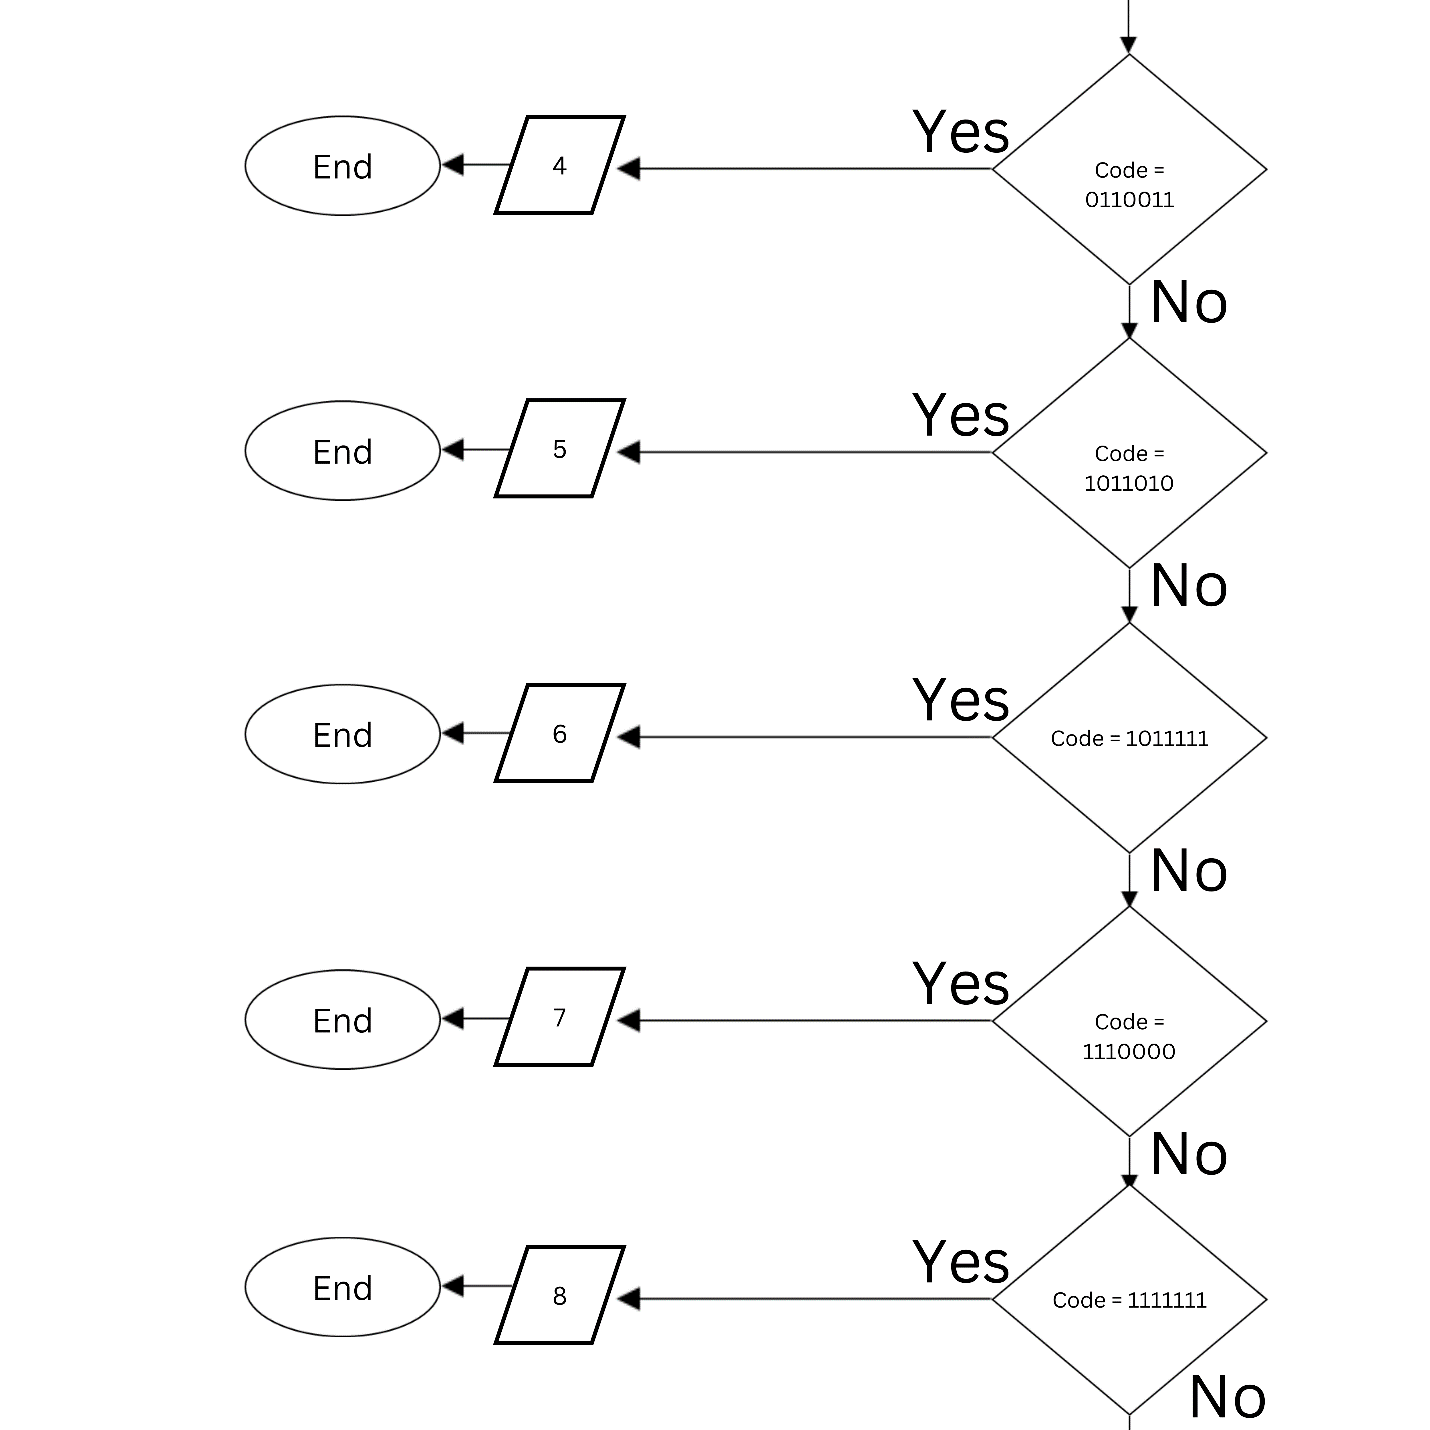 Yes
End
4
Code =
0110011
No
Yes
End
5
Code =
1011010
No
Yes
End
6
Code = 1011111
No
Yes
End
7
Code =
1110000
No
Yes
End
8
Code = 1111111
No